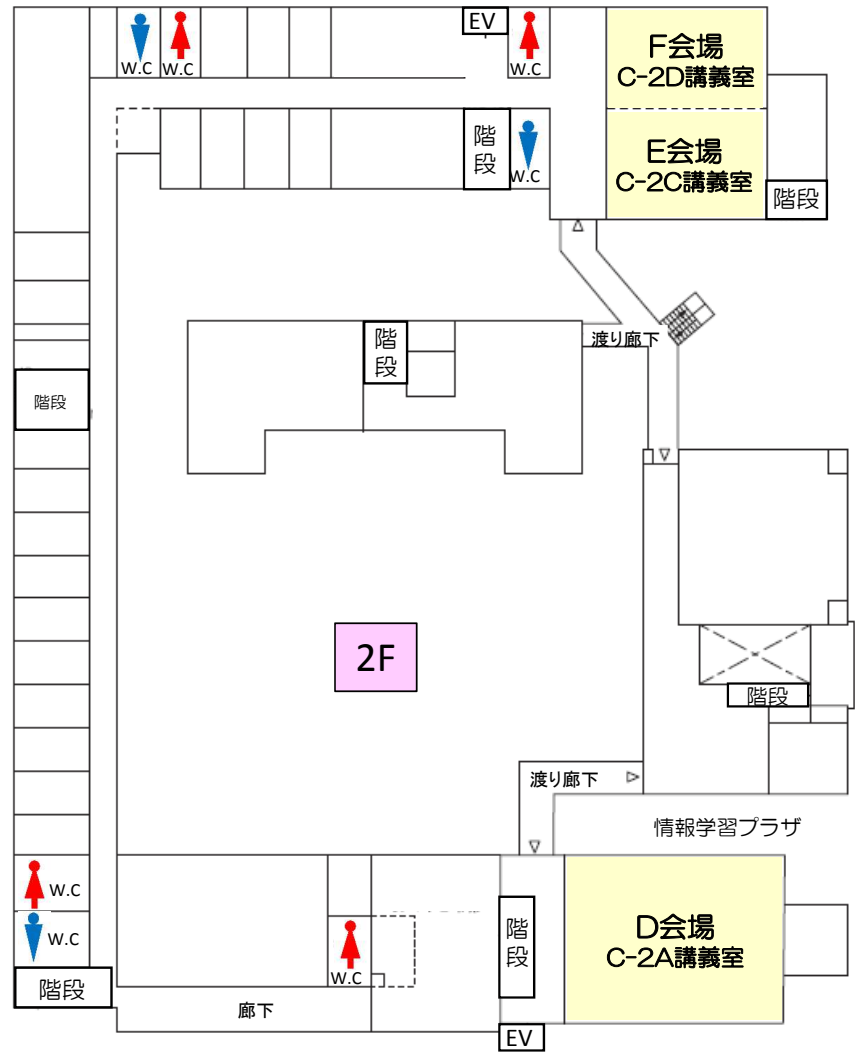 EV
W.C
W.C
W.C
F会場
C-2D講義室
階段
W.C
E会場
C-2C講義室
階段
渡り廊下
階段
階段
2F
階段
渡り廊下
情報学習プラザ
W.C
W.C
階段
W.C
廊下
階段
D会場
C-2A講義室
EV